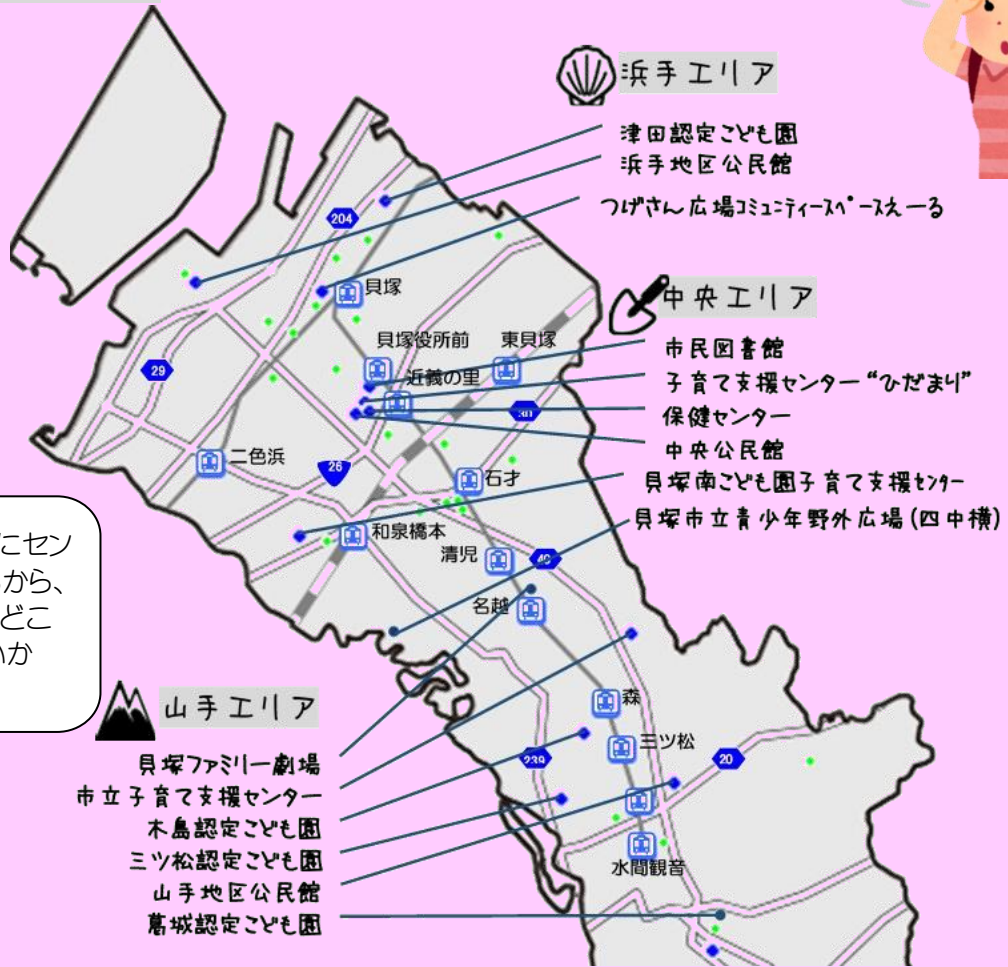 浜手エリア
津田認定こども園
浜手地区公民館
つげさん広場コミュニティースペースえーる
中央エリア
市民図書館
子育て支援センター“ひだまり”
保健センター
中央公民館
貝塚南こども園子育て支援センター
貝塚市立青少年野外広場(四中横)
204
貝塚
貝塚役所前
東貝塚
近義の里
29
30
二色浜
26
石才
和泉橋本
清児
40
名越
森
三ツ松
239
20
水間観音
こセン
から、
どこ
いか
山手エリア
貝塚ファミリー劇場
市立子育て支援センター
木島認定こども園
三ツ松認定こども園
山手地区公民館
葛城認定こども園